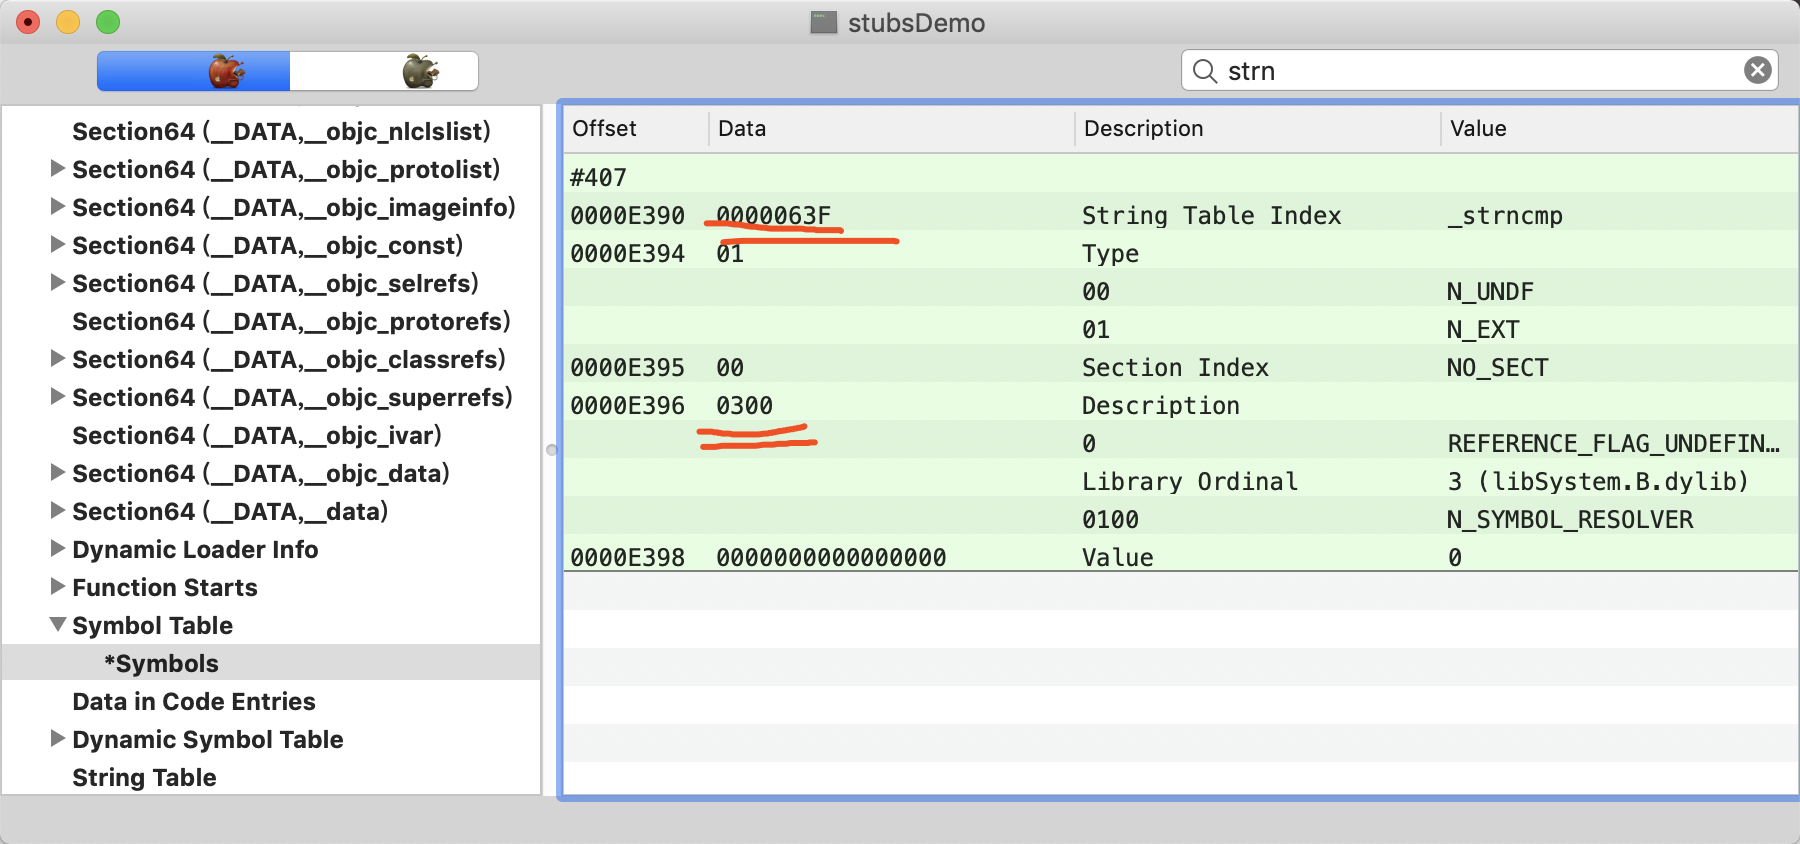 stubsDemo
strn
Section64 (__DATA,__objc_nlclslist)
Section64 (__DATA,__objc_protolist)
Section64 (__DATA,__objc_imageinfo)
Section64 (__DATA,__objc_const)
Section64 (__DATA,__objc_selrefs)
Section64 (__DATA,__objc_protorefs)
Section64 (__DATA,__objc_classrefs)
Section64 (__DATA,__objc_superrefs)
Section64 (__DATA,__objc_ivar)
Section64 (__DATA,__objc_data)
Section64 (__DATA,__data)
Dynamic Loader Info
Function Starts
Symbol Table
*Symbols
Data in Code Entries
Dynamic Symbol Table
String Table
Offset Data Description Value
#407
0000E390 0000063F String Table Index _strncmp
0000E394 01 Type
00 N_UNDF
01 N_EXT
0000E395 00 Section Index NO_SECT
0000E396 0300 Description
0 REFERENCE_FLAG_UNDEFIN…
Library Ordinal 3 (libSystem.B.dylib)
0100 N_SYMBOL_RESOLVER
0000E398 0000000000000000 Value 0